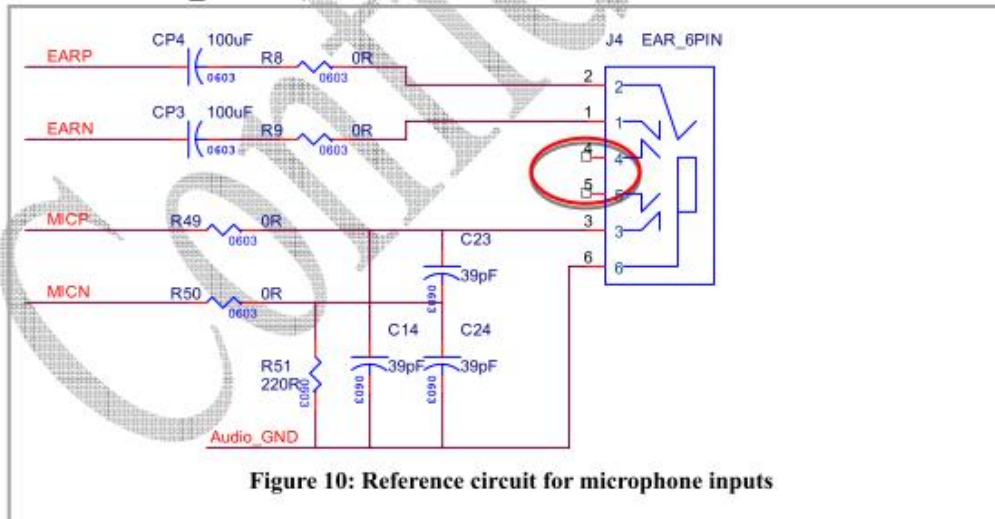 CP4 100uF
J4 EAR_6PIN
EARP
R8 0R
0603 0603
2 2
CP3 100uF
1 1
EARN
R9 0R
0603 0603
4 4
5 5
MICP
R49 0R
0603
3 3
C23
39pF
0603
6 6
MICN
R50 0R
0603
C14 C24
R51
220R
39pF 39pF
0603 0603 0603
Audio_GND
Figure 10: Reference circuit for microphone inputs